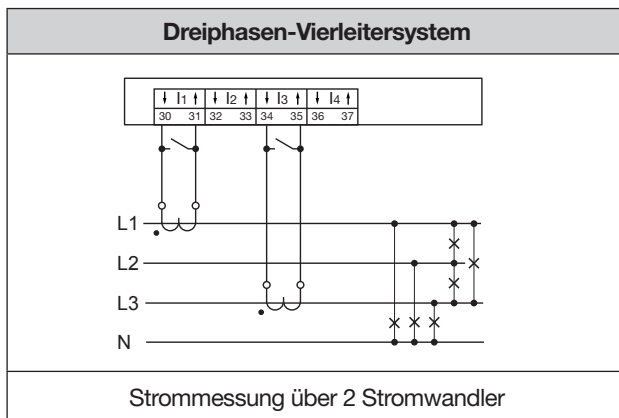 Dreiphasen-Vierleitersystem
I1 I2 I3 I4
30 31 32 33 34 35 36 37
L1
L2
L3
N
Strommessung über 2 Stromwandler